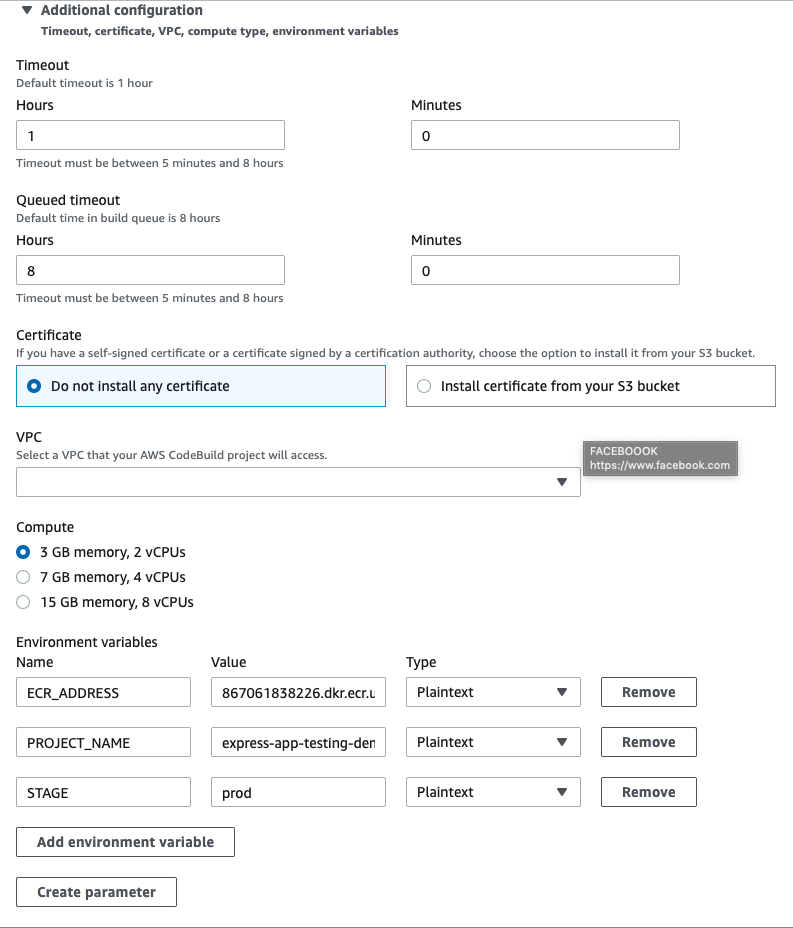 Additional configuration
Timeout, certificate, VPC, compute type, environment variables
Timeout
Default timeout is 1 hour
Hours
Minutes
1
0
Timeout must be between 5 minutes and 8 hours
Queued timeout
Default time in build queue is 8 hours
Hours
Minutes
8
0
Timeout must be between 5 minutes and 8 hours
Certificate
If you have a self-signed certificate or a certificate signed by a certification authority, choose the option to install it from your S3 bucket.
Do not install any certificate
Install certificate from your S3 bucket
VPC
Select a VPC that your AWS CodeBuild project will access.
FACEBOOOK
https://www.facebook.com
Compute
3 GB memory, 2 vCPUs
7 GB memory, 4 vCPUs
15 GB memory, 8 vCPUs
Environment variables
Name Value Type
ECR_ADDRESS 867061838226.dkr.ecr.u Plaintext Remove
PROJECT_NAME express-app-testing-den Plaintext Remove
STAGE prod Plaintext Remove
Add environment variable
Create parameter